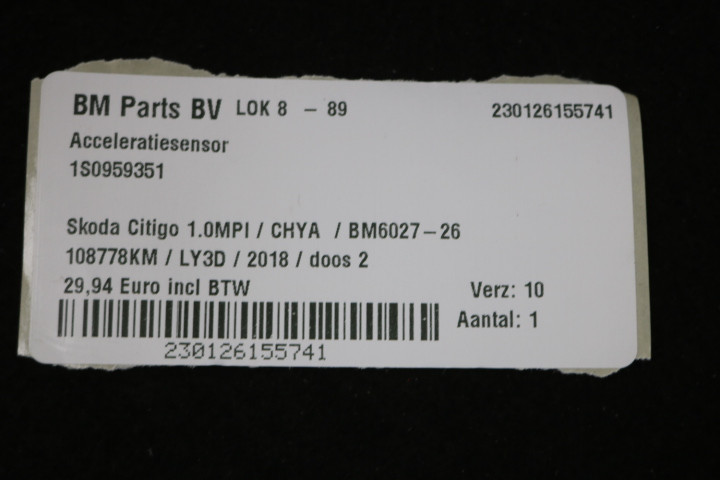 BM Parts BV LOK 8 - 89 230126155741
Acceleratiesensor
1S0959351
Skoda Citigo 1.0MPI / CHYA / BM6027-26
108778KM / LY3D / 2018 / doos 2
29,94 Euro incl BTW Verz: 10
Aantal: 1
230126155741